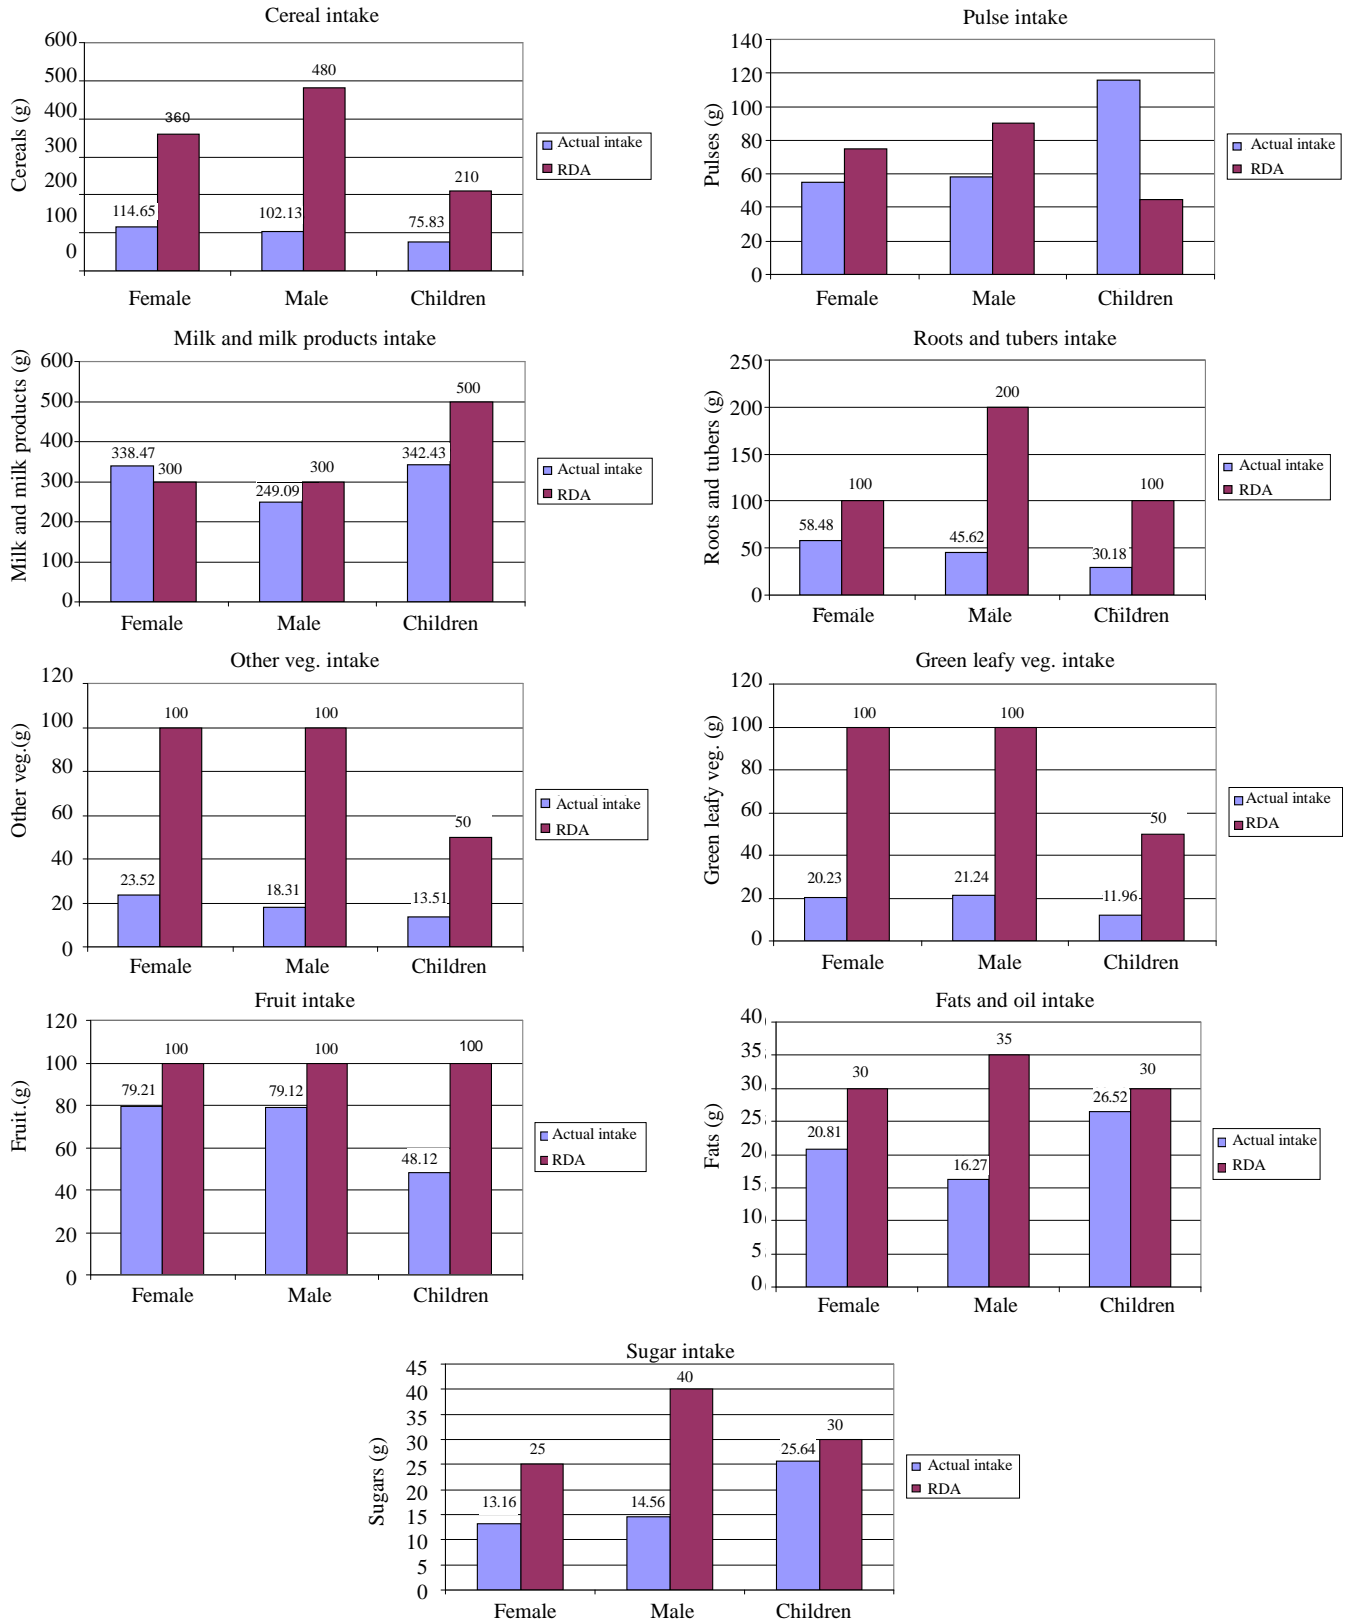 Cereal intake
Cereals (g)
600
500
400
300
200
100
0
114.65
360
102.13
480
75.83
210
Female Male Children
Actual intake
RDA
Pulse intake
Pulses (g)
140
120
100
80
60
40
20
0
Female Male Children
Actual intake
RDA
Milk and milk products intake
Milk and milk products (g)
600
500
400
300
200
100
0
338.47
300
249.09
300
342.43
500
Female Male Children
Actual intake
RDA
Roots and tubers intake
Roots and tubers (g)
250
200
150
100
50
0
58.48
100
45.62
200
30.18
100
Female Male Children
Actual intake
RDA
Other veg. intake
Other veg.(g)
120
100
80
60
40
20
0
23.52
100
18.31
100
13.51
50
Female Male Children
Actual intake
RDA
Green leafy veg. intake
Green leafy veg. (g)
120
100
80
60
40
20
0
20.23
100
21.24
100
11.96
50
Female Male Children
Actual intake
RDA
Fruit intake
Fruit.(g)
120
100
80
60
40
20
0
79.21
100
79.12
100
48.12
100
Female Male Children
Actual intake
RDA
Fats and oil intake
Fats (g)
40
35
30
25
20
15
10
5
0
20.81
30
16.27
35
26.52
30
Female Male Children
Actual intake
RDA
Sugar intake
Sugars (g)
45
40
35
30
25
20
15
10
5
0
13.16
25
14.56
40
25.64
30
Female Male Children
Actual intake
RDA